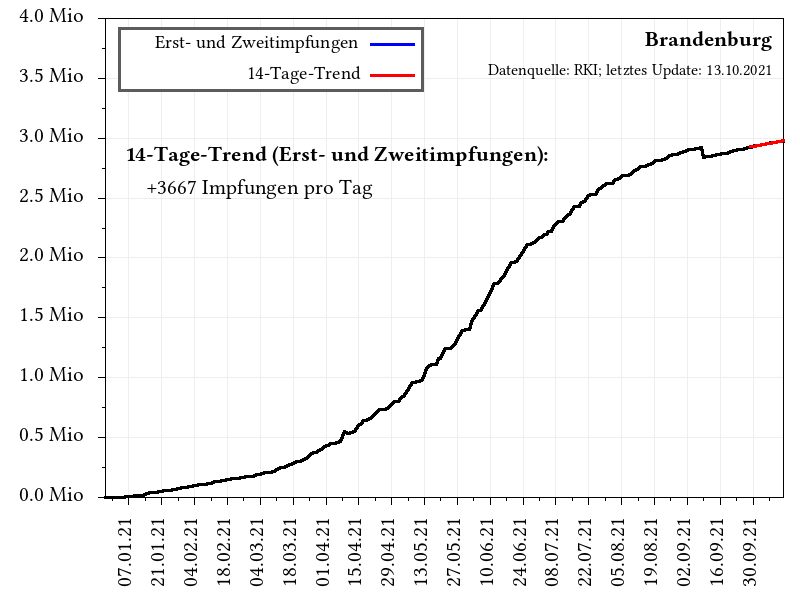 4.0 Mio
3.5 Mio
3.0 Mio
2.5 Mio
2.0 Mio
1.5 Mio
1.0 Mio
0.5 Mio
0.0 Mio
Erst- und Zweitimpfungen
14-Tage-Trend
Brandenburg
Datenquelle: RKI; letztes Update: 13.10.2021
14-Tage-Trend (Erst- und Zweitimpfungen):
+3667 Impfungen pro Tag
07.01.21
21.01.21
04.02.21
18.02.21
04.03.21
18.03.21
01.04.21
15.04.21
29.04.21
13.05.21
27.05.21
10.06.21
24.06.21
08.07.21
22.07.21
05.08.21
19.08.21
02.09.21
16.09.21
30.09.21